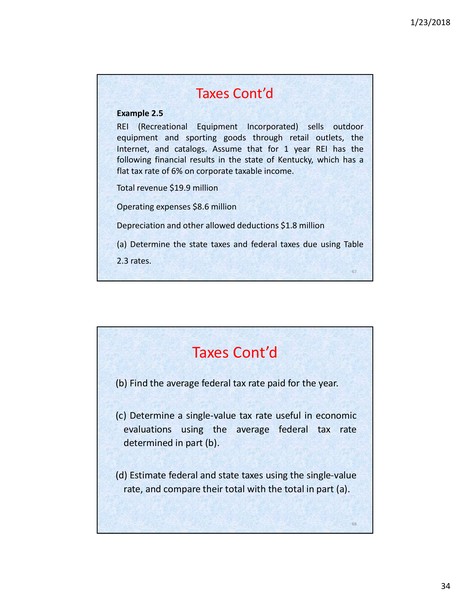 1/23/2018
Taxes Cont'd
Example 2.5
REI (Recreational Equipment Incorporated) sells outdoor
equipment and sporting goods through retail outlets, the
Internet, and catalogs. Assume that for 1 year REI has the
following financial results in the state of Kentucky, which has a
flat tax rate of 6% on corporate taxable income.
Total revenue $19.9 million
Operating expenses $8.6 million
Depreciation and other allowed deductions $1.8 million
(a) Determine the state taxes and federal taxes due using Table
2.3 rates.
Taxes Cont'd
(b) Find the average federal tax rate paid for the year.
(c) Determine a single-value tax rate useful in economic
evaluations using the average federal tax rate
determined in part (b).
(d) Estimate federal and state taxes using the single-value
rate, and compare their total with the total in part (a).
34